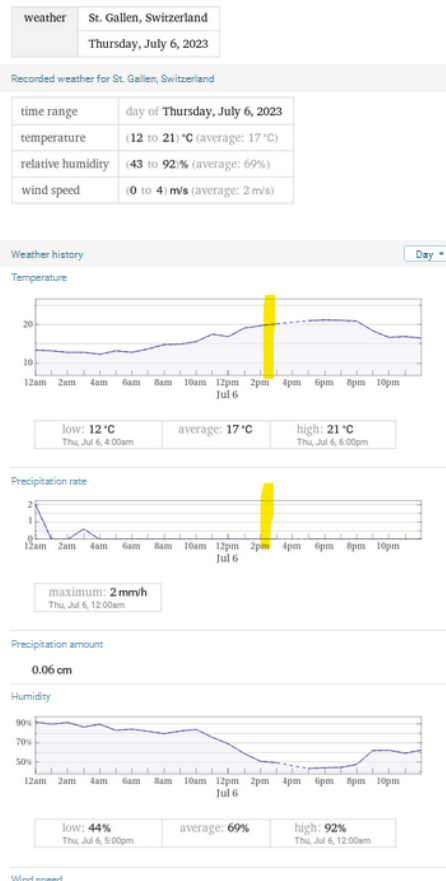 weather St. Gallen, Switzerland
Thursday, July 6, 2023
Recorded weather for St. Gallen, Switzerland
time range day of Thursday, July 6, 2023
temperature (12 to 21) °C (average: 17 °C)
relative humidity (43 to 92)% (average: 69%)
wind speed (0 to 4) m/s (average: 2 m/s)
Weather history Day
Temperature
20
10
12am 2am 4am 6am 8am 10am 12pm 2pm 4pm 6pm 8pm 10pm
Jul 6
low: 12 °C average: 17 °C high: 21 °C
Thu, Jul 6, 4:00am Thu, Jul 6, 6:00pm
Precipitation rate
2
1
0
12am 2am 4am 6am 8am 10am 12pm 2pm 4pm 6pm 8pm 10pm
Jul 6
maximum: 2 mm/h
Thu, Jul 6, 12:00am
Precipitation amount
0.06 cm
Humidity
90%
70%
50%
12am 2am 4am 6am 8am 10am 12pm 2pm 4pm 6pm 8pm 10pm
Jul 6
low: 44% average: 69% high: 92%
Thu, Jul 6, 5:00pm Thu, Jul 6, 12:00am
Wind speed